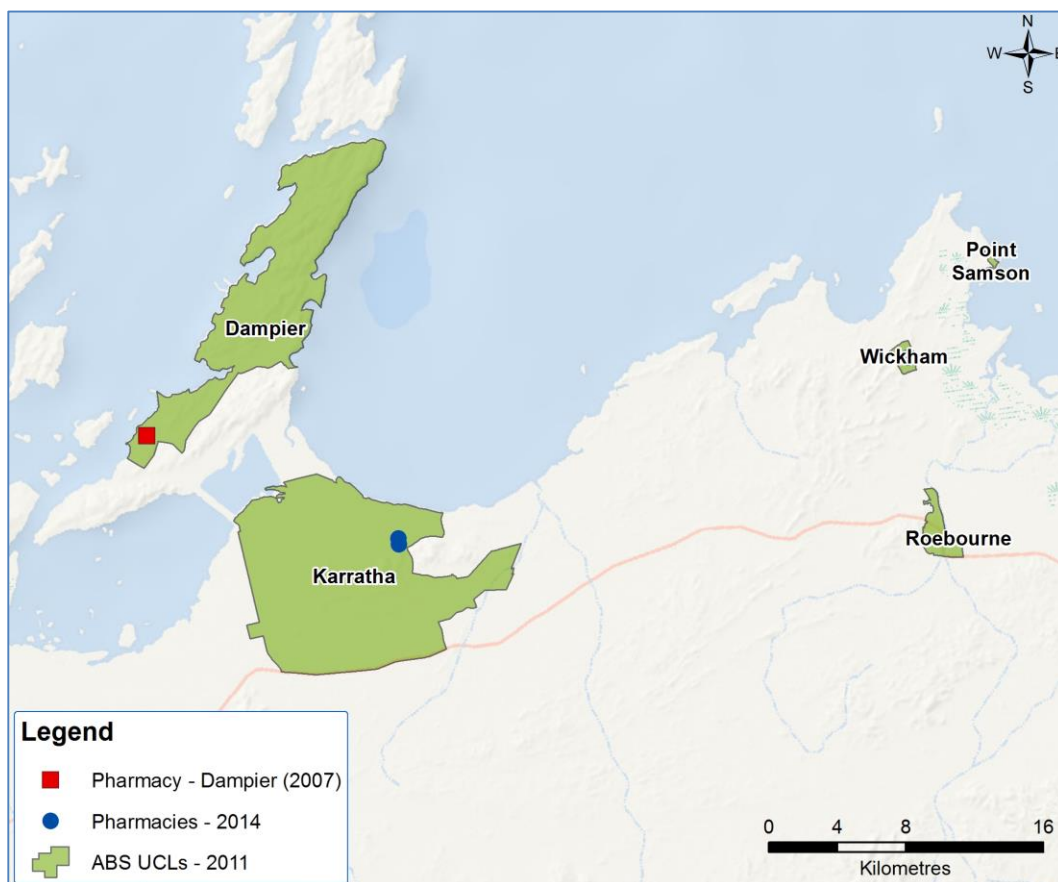 N
W E
S
Point
Samson
Dampier
Wickham
Roebourne
Karratha
Legend
Pharmacy - Dampier (2007)
Pharmacies - 2014
ABS UCLs - 2011
0 4 8 16
Kilometres